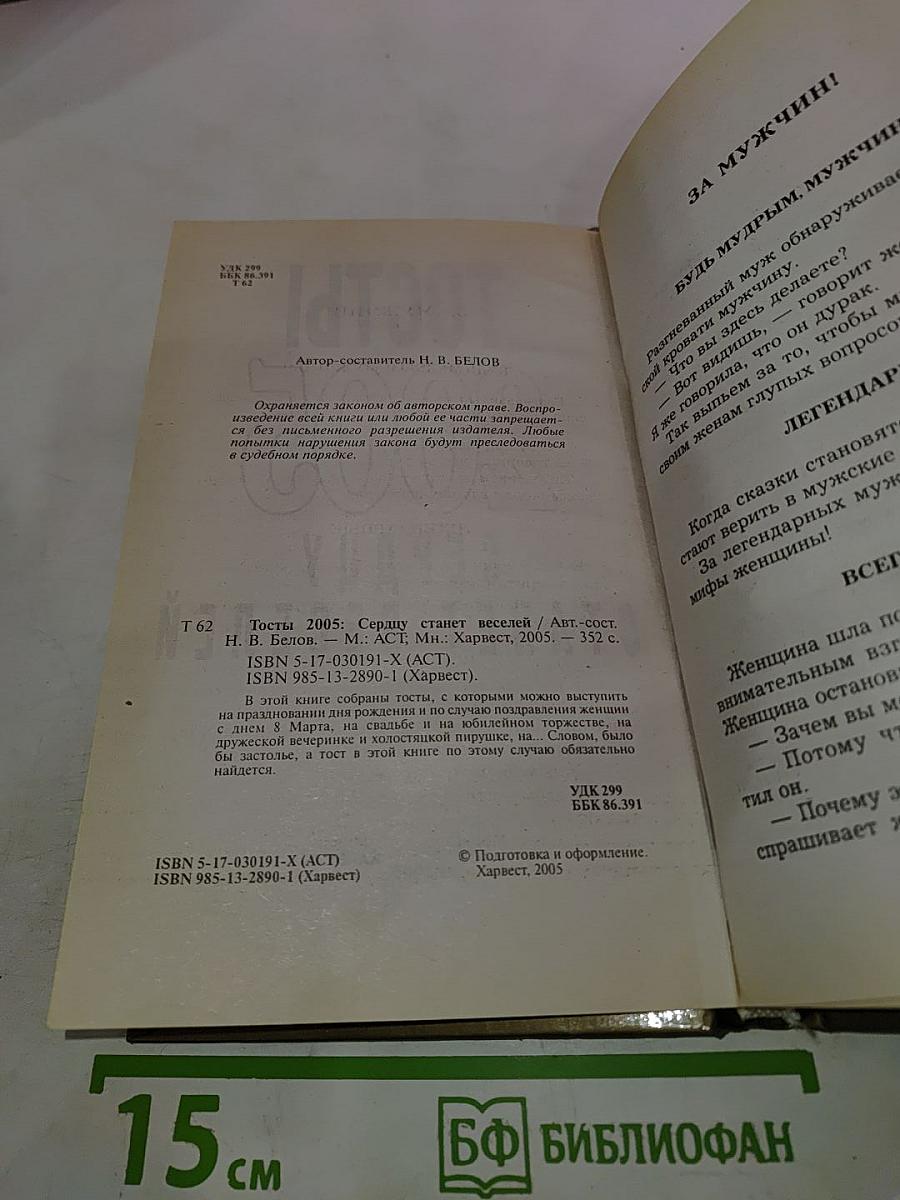 УДК 299
ББК 86.391
Т 62
Автор-составитель Н. В. БЕЛОВ
Охраняется законом об авторском праве. Воспро-
изведение всей книги или любой ее части запрещает-
ся без письменного разрешения издателя. Любые
попытки нарушения закона будут преследоваться
в судебном порядке.
Т 62 Тосты 2005: Сердцу станет веселей / Авт.-сост.
Н. В. Белов. — М.: АСТ, Мн.: Харвест, 2005. — 352 с.
ISBN 5-17-030191-X (АСТ).
ISBN 985-13-2890-1 (Харвест).
В этой книге собраны тосты, с которыми можно выступить
на праздновании дня рождения и по случаю поздравления женщин
с днем 8 Марта, на свадьбе и на юбилейном торжестве, на
дружеской вечеринке и холостяцкой пирушке, на... Словом, было
бы застолье, а тост в этой книге по этому случаю обязательно
найдется.
УДК 299
ББК 86.391
ISBN 5-17-030191-X (АСТ)
ISBN 985-13-2890-1 (Харвест)
© Подготовка и оформление.
Харвест, 2005
ЗА МУЖЧИН!
БУДЬ МУДРЫМ, МУЖЧИН
Разгневанный муж обнаруживае
ской кровати мужчину.
— Что вы здесь делаете?
— Вот видишь, — говорит же
Я же говорила, что он дурак.
Так выпьем за то, чтобы м
своим женам глупых вопросо
ЛЕГЕНДАР
Когда сказки становятс
стают верить в мужские
За легендарных муж
мифы женщины!
ВСЕГ
Женщина шла по
внимательным взг
Женщина останов
— Зачем вы м
— Потому чт
тил он.
— Почему э
спрашивает ж
15 см
БФ БИБЛИОФАН